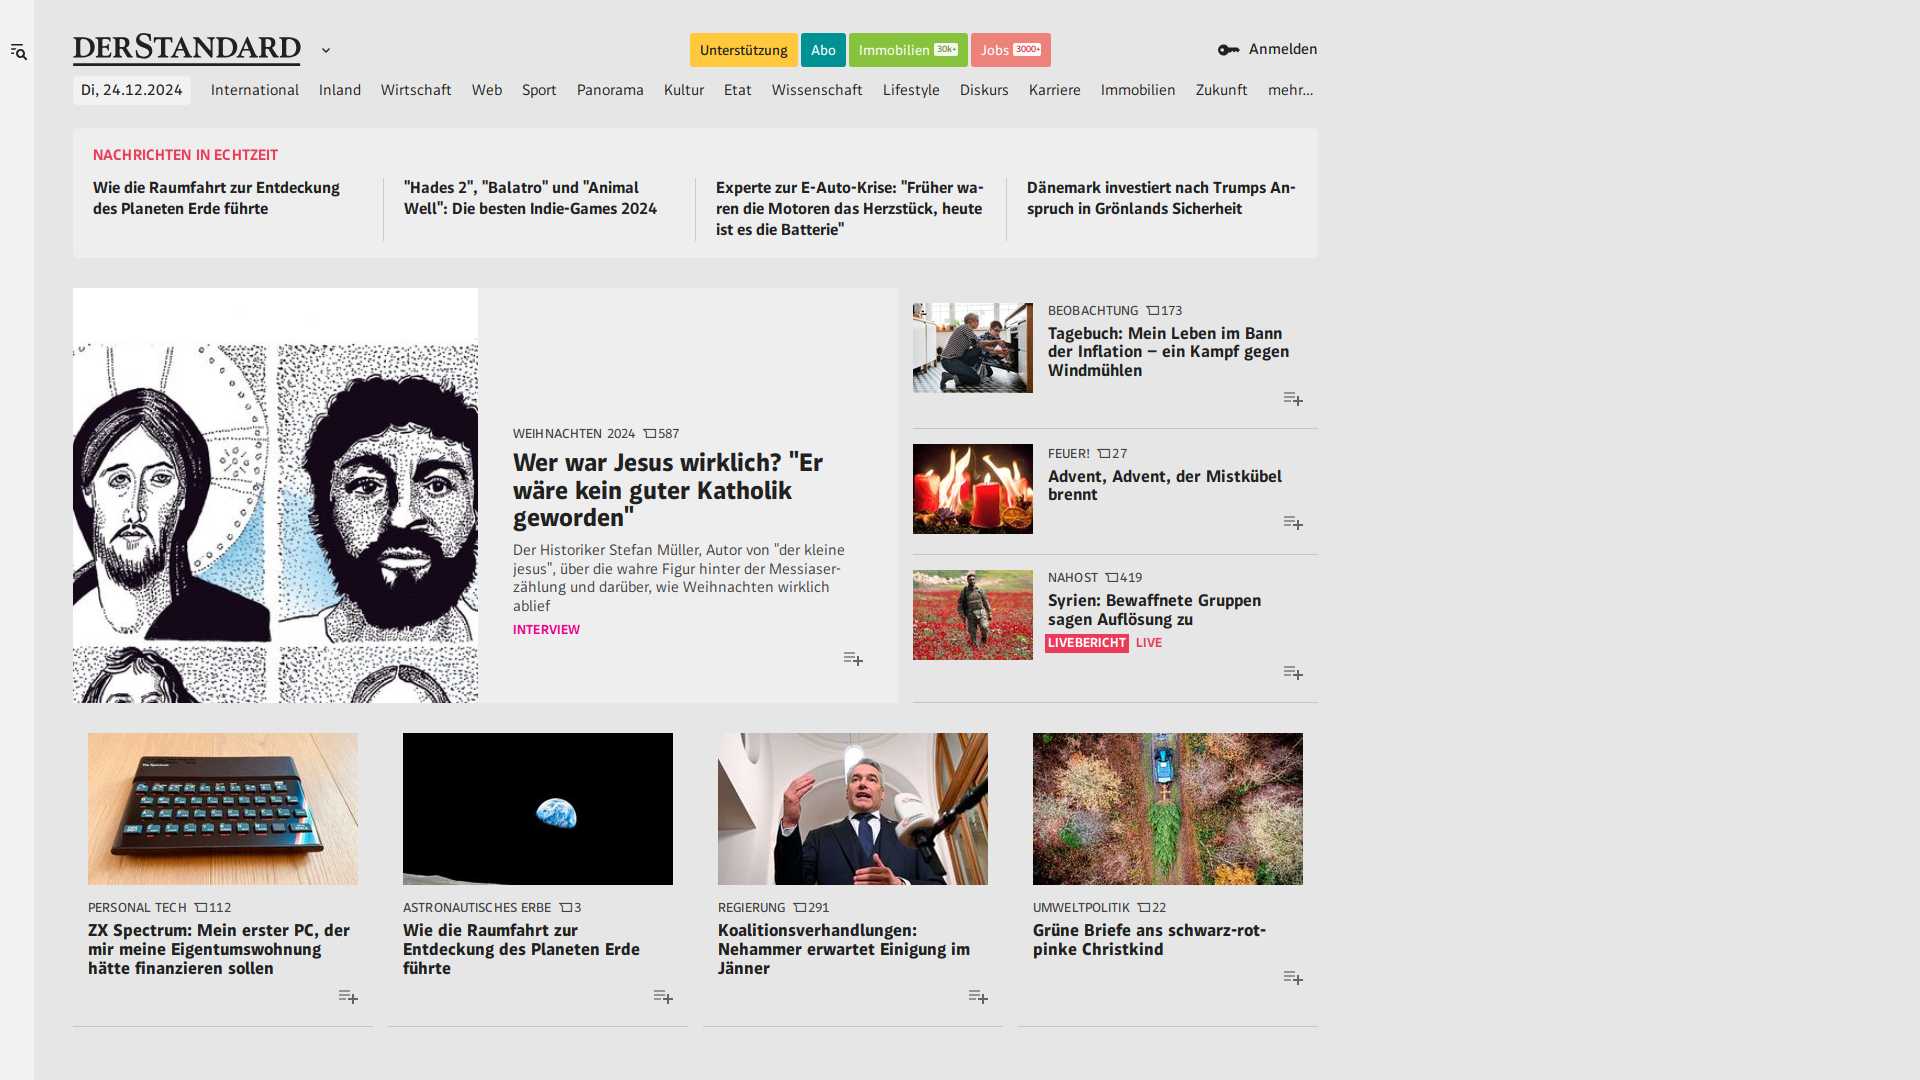 DERSTANDARD
Unterstützung
Abo
Immobilien 30k+
Jobs 3000+
Anmelden
Di, 24.12.2024
International
Inland
Wirtschaft
Web
Sport
Panorama
Kultur
Etat
Wissenschaft
Lifestyle
Diskurs
Karriere
Immobilien
Zukunft
mehr...
NACHRICHTEN IN ECHTZEIT
Wie die Raumfahrt zur Entdeckung
des Planeten Erde führte
"Hades 2", "Balatro" und "Animal
Well": Die besten Indie-Games 2024
Experte zur E-Auto-Krise: "Früher wa-
ren die Motoren das Herzstück, heute
ist es die Batterie"
Dänemark investiert nach Trumps An-
spruch in Grönlands Sicherheit
WEIHNACHTEN 2024 587
Wer war Jesus wirklich? "Er
wäre kein guter Katholik
geworden"
Der Historiker Stefan Müller, Autor von "der kleine
jesus", über die wahre Figur hinter der Messiaser-
zählung und darüber, wie Weihnachten wirklich
ablief
INTERVIEW
BEOBACHTUNG 173
Tagebuch: Mein Leben im Bann
der Inflation – ein Kampf gegen
Windmühlen
FEUER! 27
Advent, Advent, der Mistkübel
brennt
NAHOST 419
Syrien: Bewaffnete Gruppen
sagen Auflösung zu
LIVEBERICHT LIVE
PERSONAL TECH 112
ZX Spectrum: Mein erster PC, der
mir meine Eigentumswohnung
hätte finanzieren sollen
ASTRONAUTISCHES ERBE 3
Wie die Raumfahrt zur
Entdeckung des Planeten Erde
führte
REGIERUNG 291
Koalitionsverhandlungen:
Nehammer erwartet Einigung im
Jänner
UMWELTPOLITIK 22
Grüne Briefe ans schwarz-rot-
pinke Christkind